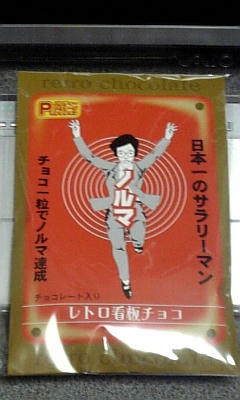 retro chocolate
日本一のサラリーマン
ノルマ
チョコ一粒でノルマ達成
チョコレート入り
レトロ看板チョコ
retro chocolate